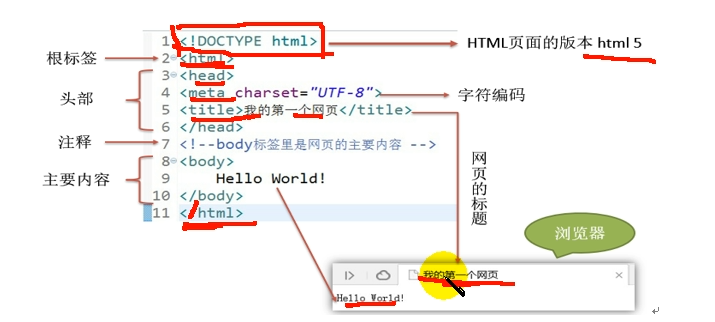 1 <!DOCTYPE html>
HTML页面的版本 html 5
根标签
2 <html>
3 <head>
头部
4 <meta charset="UTF-8">
字符编码
5 <title>我的第一个网页</title>
6 </head>
注释
7 <!--body标签里是网页的主要内容 -->
8 <body>
主要内容
9 Hello World!
10 </body>
11 </html>
网页的标题
浏览器
我的第一个网页
Hello World!